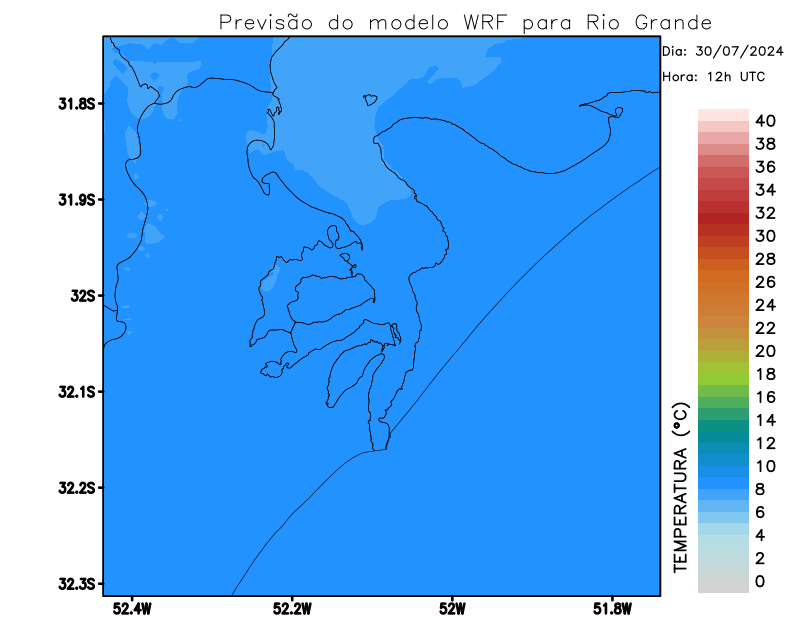 Previsão do modelo WRF para Rio Grande
Dia: 30/07/2024
Hora: 12h UTC
31.8S
31.9S
32S
32.1S
32.2S
32.3S
52.4W
52.2W
52W
51.8W
TEMPERATURA (°C)
40
38
36
34
32
30
28
26
24
22
20
18
16
14
12
10
8
6
4
2
0